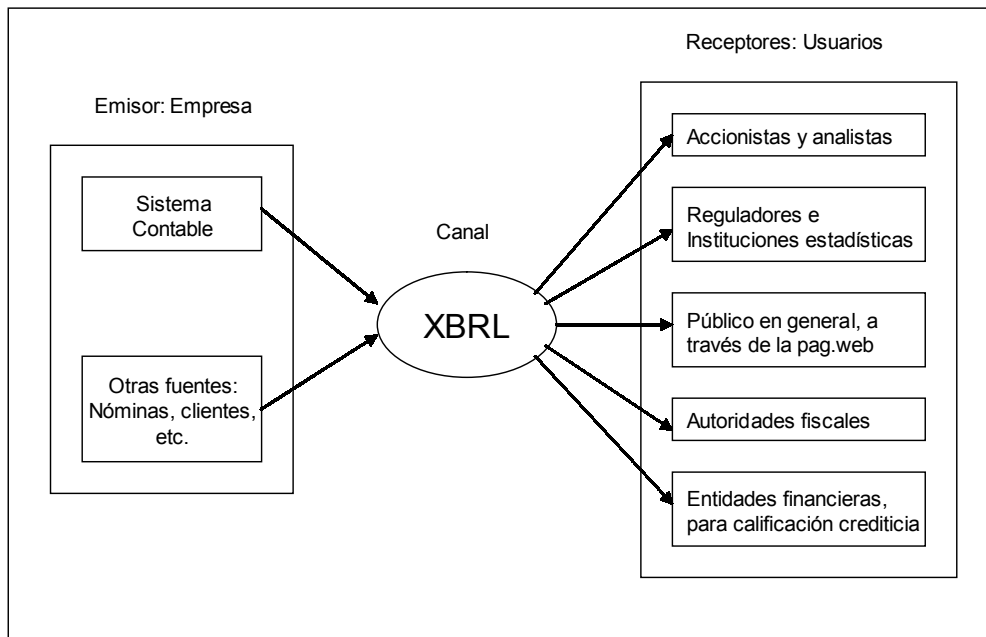 Emisor: Empresa
Sistema
Contable
Otras fuentes:
Nóminas, clientes,
etc.
Canal
XBRL
Receptores: Usuarios
Accionistas y analistas
Reguladores e
Instituciones estadísticas
Público en general, a
través de la pag.web
Autoridades fiscales
Entidades financieras,
para calificación crediticia